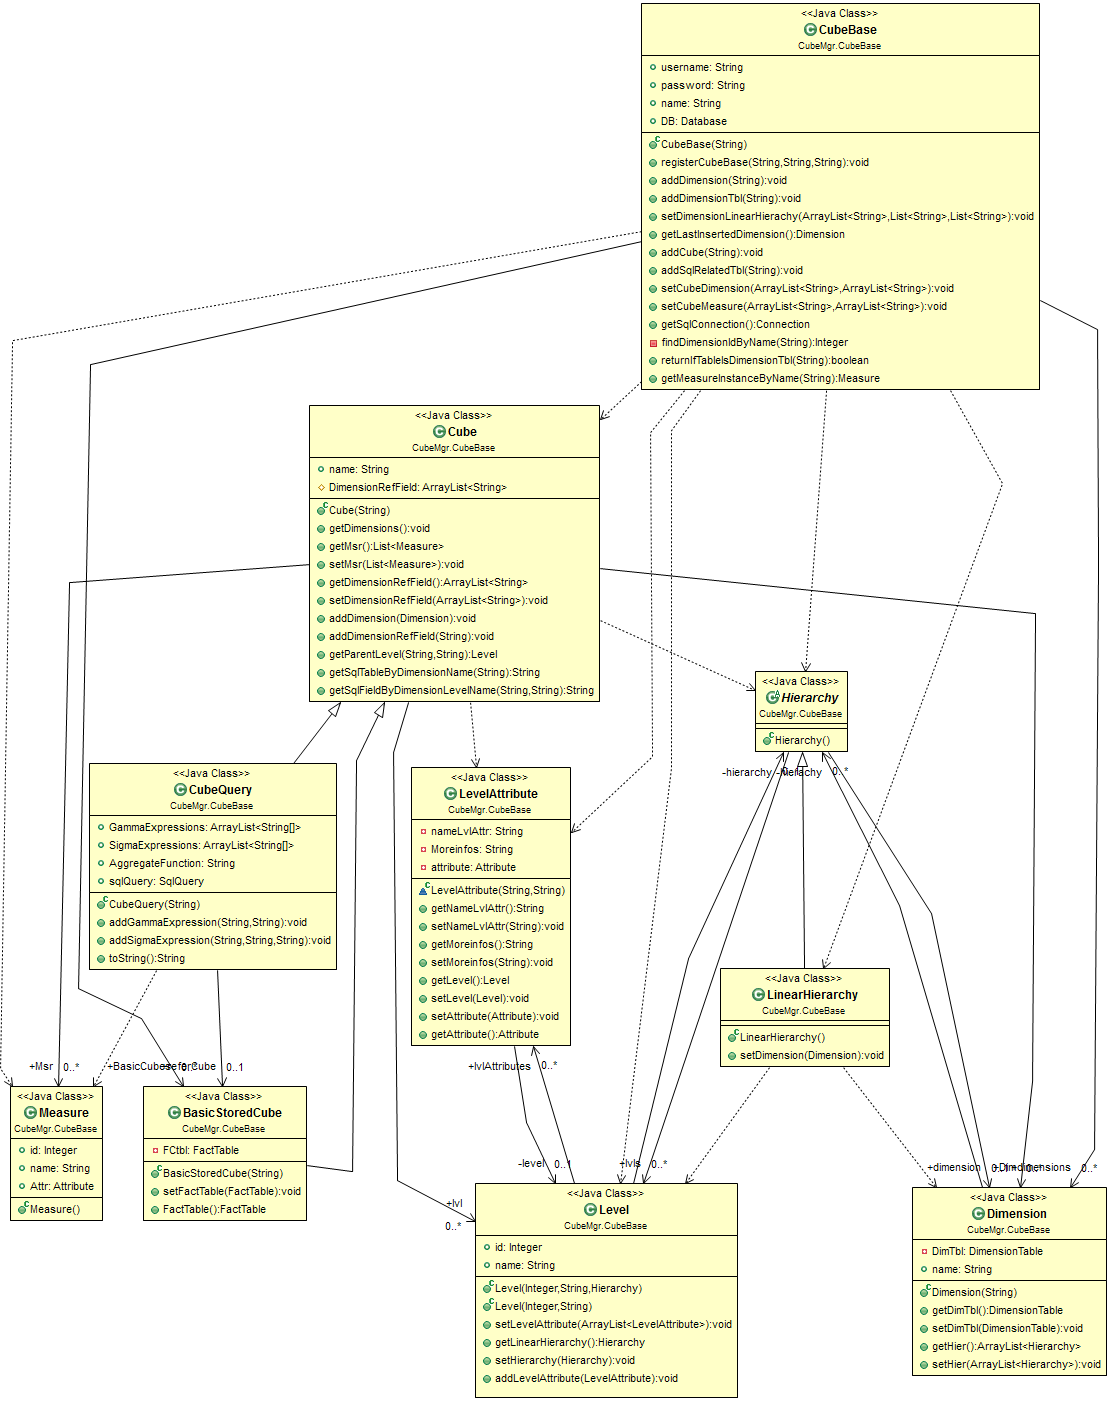 <<Java Class>>
CubeBase
CubeMgr.CubeBase
username: String
password: String
name: String
DB: Database
CubeBase(String)
registerCubeBase(String,String,String):void
addDimension(String):void
addDimensionTbl(String):void
setDimensionLinearHierachy(ArrayList<String>,List<String>,List<String>):void
getLastInsertedDimension():Dimension
addCube(String):void
addSqlRelatedTbl(String):void
setCubeDimension(ArrayList<String>,ArrayList<String>):void
setCubeMeasure(ArrayList<String>,ArrayList<String>):void
getSqlConnection():Connection
findDimensionIdByName(String):Integer
returnIfTableIsDimensionTbl(String):boolean
getMeasureInstanceByName(String):Measure
<<Java Class>>
Cube
CubeMgr.CubeBase
name: String
DimensionRefField: ArrayList<String>
Cube(String)
getDimensions():void
getMsr():List<Measure>
setMsr(List<Measure>):void
getDimensionRefField():ArrayList<String>
setDimensionRefField(ArrayList<String>):void
addDimension(Dimension):void
addDimensionRefField(String):void
getParentLevel(String,String):Level
getSqlTableByDimensionName(String):String
getSqlFieldByDimensionLevelName(String,String):String
<<Java Class>>
Hierarchy
CubeMgr.CubeBase
Hierarchy()
-hierarchy
-hierachy
0..*
<<Java Class>>
CubeQuery
CubeMgr.CubeBase
GammaExpressions: ArrayList<String[]>
SigmaExpressions: ArrayList<String[]>
AggregateFunction: String
sqlQuery: SqlQuery
CubeQuery(String)
addGammaExpression(String,String):void
addSigmaExpression(String,String,String):void
toString():String
<<Java Class>>
LevelAttribute
CubeMgr.CubeBase
nameLvlAttr: String
Moreinfos: String
attribute: Attribute
LevelAttribute(String,String)
getNameLvlAttr():String
setNameLvlAttr(String):void
getMoreinfos():String
setMoreinfos(String):void
getLevel():Level
setLevel(Level):void
setAttribute(Attribute):void
getAttribute():Attribute
<<Java Class>>
LinearHierarchy
CubeMgr.CubeBase
LinearHierarchy()
setDimension(Dimension):void
+Msr
0..*
+BasicCubes
0..1
+lvlAttributes
0..*
<<Java Class>>
Measure
CubeMgr.CubeBase
id: Integer
name: String
Attr: Attribute
Measure()
<<Java Class>>
BasicStoredCube
CubeMgr.CubeBase
FCtbl: FactTable
BasicStoredCube(String)
setFactTable(FactTable):void
FactTable():FactTable
-level
0..1
+lvls
0..*
+dimension
0..*
+lvl
0..*
<<Java Class>>
Level
CubeMgr.CubeBase
id: Integer
name: String
Level(Integer,String,Hierarchy)
Level(Integer,String)
setLevelAttribute(ArrayList<LevelAttribute>):void
getLinearHierarchy():Hierarchy
setHierarchy(Hierarchy):void
addLevelAttribute(LevelAttribute):void
<<Java Class>>
Dimension
CubeMgr.CubeBase
DimTbl: DimensionTable
name: String
Dimension(String)
getDimTbl():DimensionTable
setDimTbl(DimensionTable):void
getHier():ArrayList<Hierarchy>
setHier(ArrayList<Hierarchy>):void